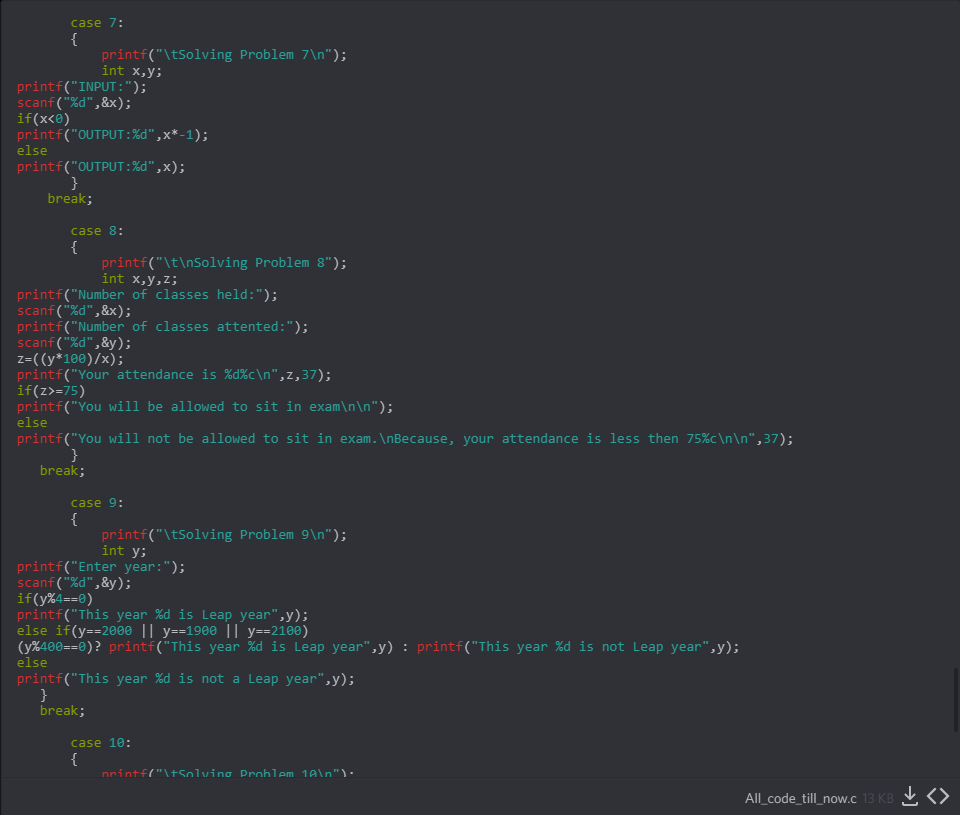 case 7:
{
printf("\tSolving Problem 7\n");
int x,y;
printf("INPUT:");
scanf("%d",&x);
if(x<0)
printf("OUTPUT:%d",x*-1);
else
printf("OUTPUT:%d",x);
}
break;
case 8:
{
printf("\t\nSolving Problem 8");
int x,y,z;
printf("Number of classes held:");
scanf("%d",&x);
printf("Number of classes attented:");
scanf("%d",&y);
z=((y*100)/x);
printf("Your attendance is %d%c\n",z,37);
if(z>=75)
printf("You will be allowed to sit in exam\n\n");
else
printf("You will not be allowed to sit in exam.\nBecause, your attendance is less then 75%c\n\n",37);
}
break;
case 9:
{
printf("\tSolving Problem 9\n");
int y;
printf("Enter year:");
scanf("%d",&y);
if(y%4==0)
printf("This year %d is Leap year",y);
else if(y==2000 || y==1900 || y==2100)
(y%400==0)? printf("This year %d is Leap year",y) : printf("This year %d is not Leap year",y);
else
printf("This year %d is not a Leap year",y);
}
break;
case 10:
{
printf("\tSolving Problem 10\n");
All_code_till_now.c 13 KB